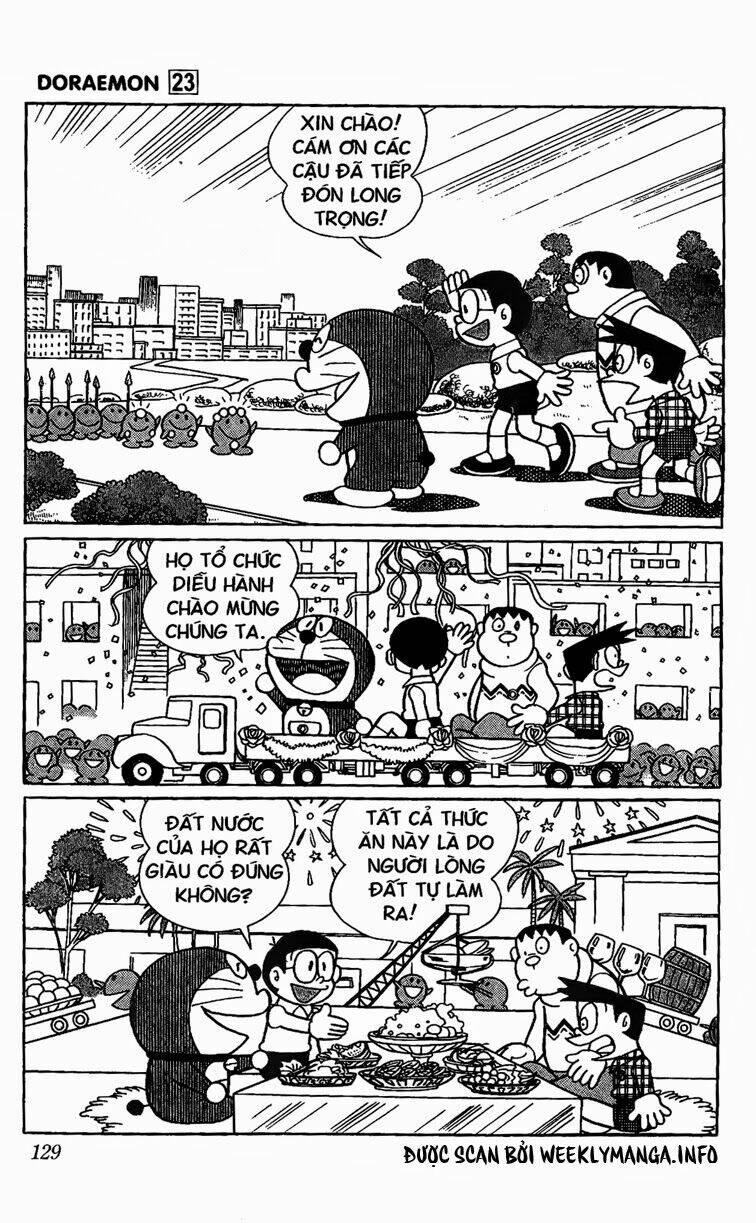 DORAEMON 23
XIN CHÀO!
CÁM ƠN CÁC
CẬU ĐÃ TIẾP
ĐÓN LONG
TRỌNG!
HỌ TỔ CHỨC
DIỄU HÀNH
CHÀO MỪNG
CHÚNG TA.
ĐẤT NƯỚC
CỦA HỌ RẤT
GIÀU CÓ ĐÚNG
KHÔNG?
TẤT CẢ THỨC
ĂN NÀY LÀ DO
NGƯỜI LÒNG
ĐẤT TỰ LÀM
RA!
129
ĐƯỢC SCAN BỞI WEEKLYMANGA.INFO